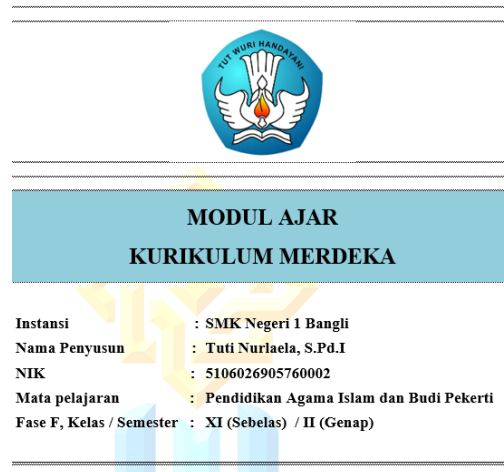 TUT WURI HANDAYANI
MODUL AJAR
KURIKULUM MERDEKA
Instansi : SMK Negeri 1 Bangli
Nama Penyusun : Tuti Nurlaela, S.Pd.I
NIK : 5106026905760002
Mata pelajaran : Pendidikan Agama Islam dan Budi Pekerti
Fase F, Kelas / Semester : XI (Sebelas) / II (Genap)